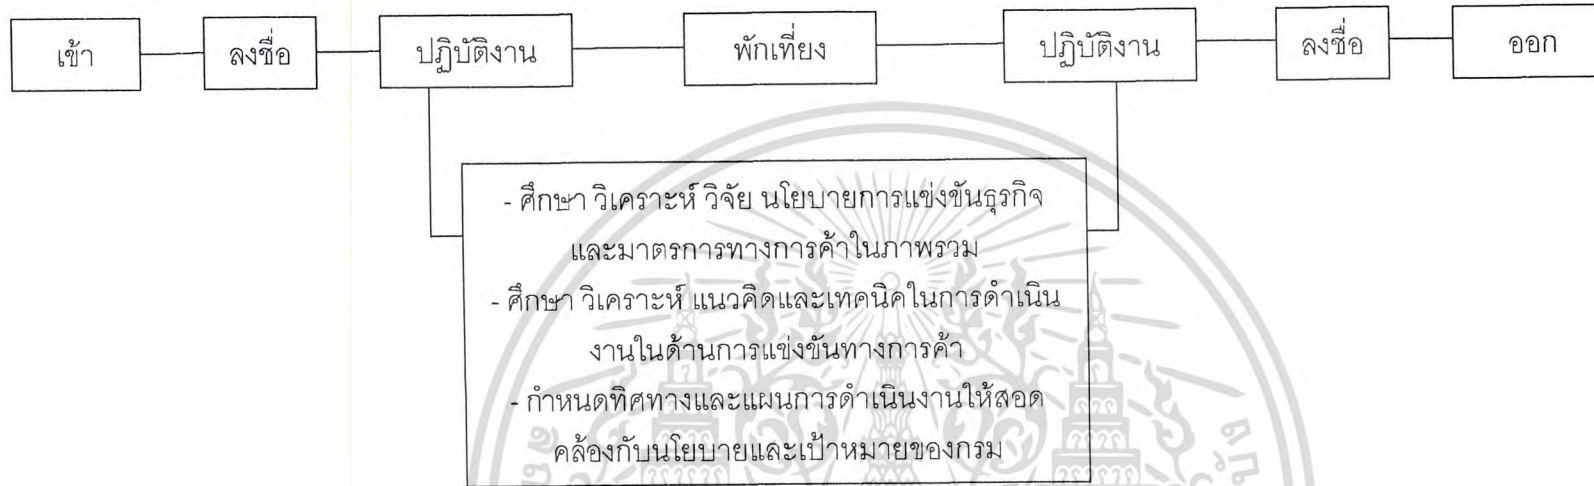 เข้า ลงชื่อ ปฏิบัติงาน พักเที่ยง ปฏิบัติงาน ลงชื่อ ออก
- ศึกษา วิเคราะห์ วิจัย นโยบายการแข่งขันธุรกิจ
และมาตรการทางการค้าในภาพรวม
- ศึกษา วิเคราะห์ แนวคิดและเทคนิคในการดำเนิน
งานในด้านการแข่งขันทางการค้า
- กำหนดทิศทางและแผนการดำเนินงานให้สอด
คล้องกับนโยบายและเป้าหมายของกรม